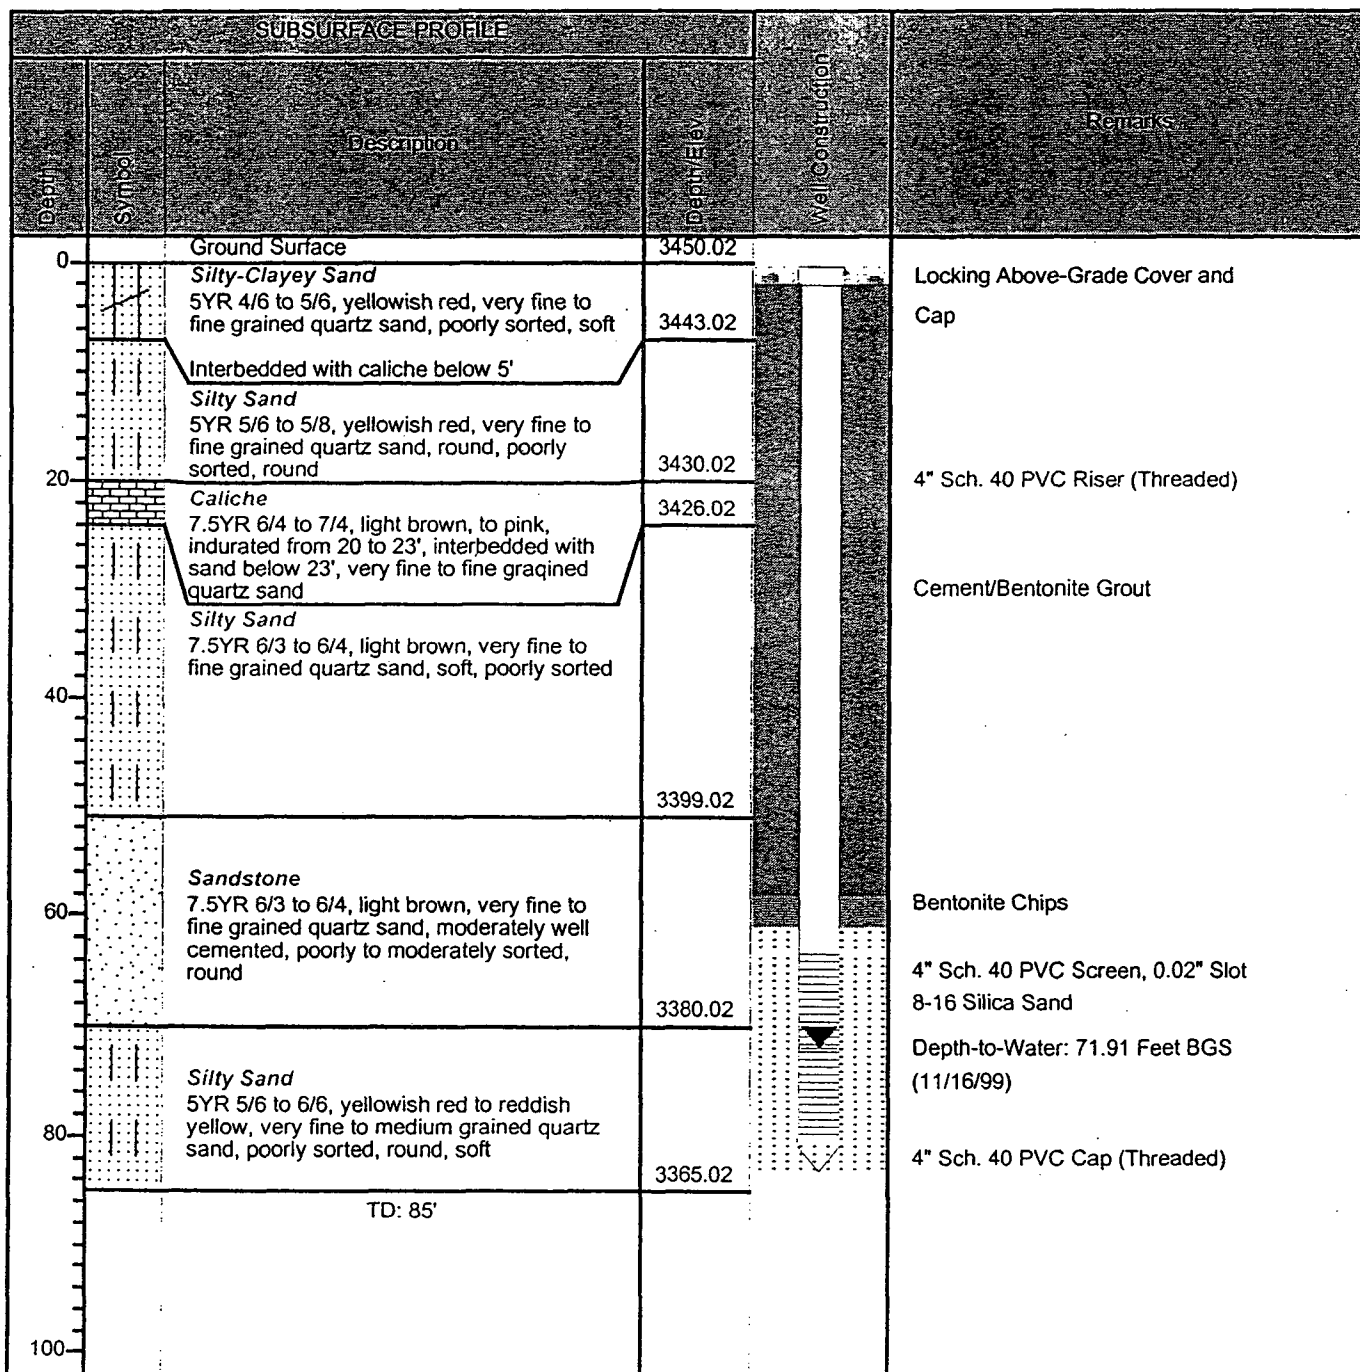 SUBSURFACE PROFILE
Depth
Symbol
Description
Depth/Elev
Well Construction
Remarks
0
Ground Surface
3450.02
Silty-Clayey Sand
5YR 4/6 to 5/6, yellowish red, very fine to
fine grained quartz sand, poorly sorted, soft
3443.02
Locking Above-Grade Cover and
Cap
Interbedded with caliche below 5'
Silty Sand
5YR 5/6 to 5/8, yellowish red, very fine to
fine grained quartz sand, round, poorly
sorted, round
3430.02
20
4" Sch. 40 PVC Riser (Threaded)
Caliche
7.5YR 6/4 to 7/4, light brown, to pink,
indurated from 20 to 23', interbedded with
sand below 23', very fine to fine graqined
quartz sand
3426.02
Cement/Bentonite Grout
Silty Sand
7.5YR 6/3 to 6/4, light brown, very fine to
fine grained quartz sand, soft, poorly sorted
40
3399.02
Sandstone
7.5YR 6/3 to 6/4, light brown, very fine to
fine grained quartz sand, moderately well
cemented, poorly to moderately sorted,
round
60
Bentonite Chips
4" Sch. 40 PVC Screen, 0.02" Slot
8-16 Silica Sand
3380.02
Depth-to-Water: 71.91 Feet BGS
(11/16/99)
Silty Sand
5YR 5/6 to 6/6, yellowish red to reddish
yellow, very fine to medium grained quartz
sand, poorly sorted, round, soft
80
4" Sch. 40 PVC Cap (Threaded)
3365.02
TD: 85'
100